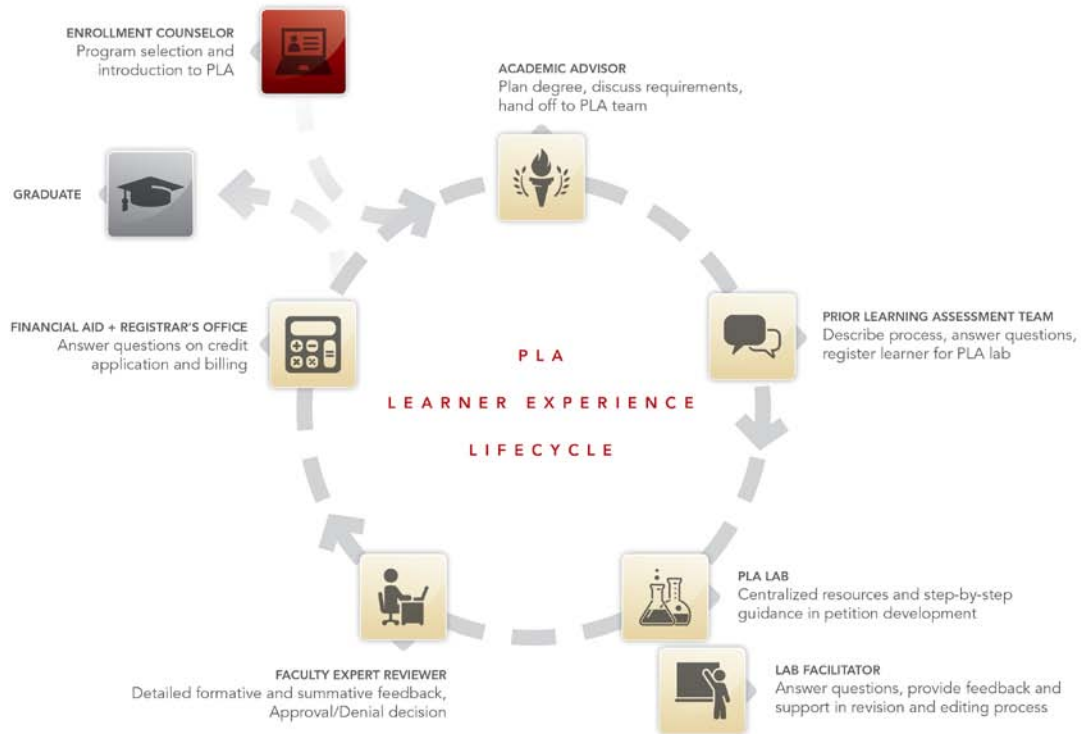 ENROLLMENT COUNSELOR
Program selection and
introduction to PLA
ACADEMIC ADVISOR
Plan degree, discuss requirements,
hand off to PLA team
GRADUATE
FINANCIAL AID + REGISTRAR'S OFFICE
Answer questions on credit
application and billing
PRIOR LEARNING ASSESSMENT TEAM
Describe process, answer questions,
register learner for PLA lab
PLA
LEARNER EXPERIENCE
LIFECYCLE
PLA LAB
Centralized resources and step-by-step
guidance in petition development
FACULTY EXPERT REVIEWER
Detailed formative and summative feedback,
Approval/Denial decision
LAB FACILITATOR
Answer questions, provide feedback and
support in revision and editing process